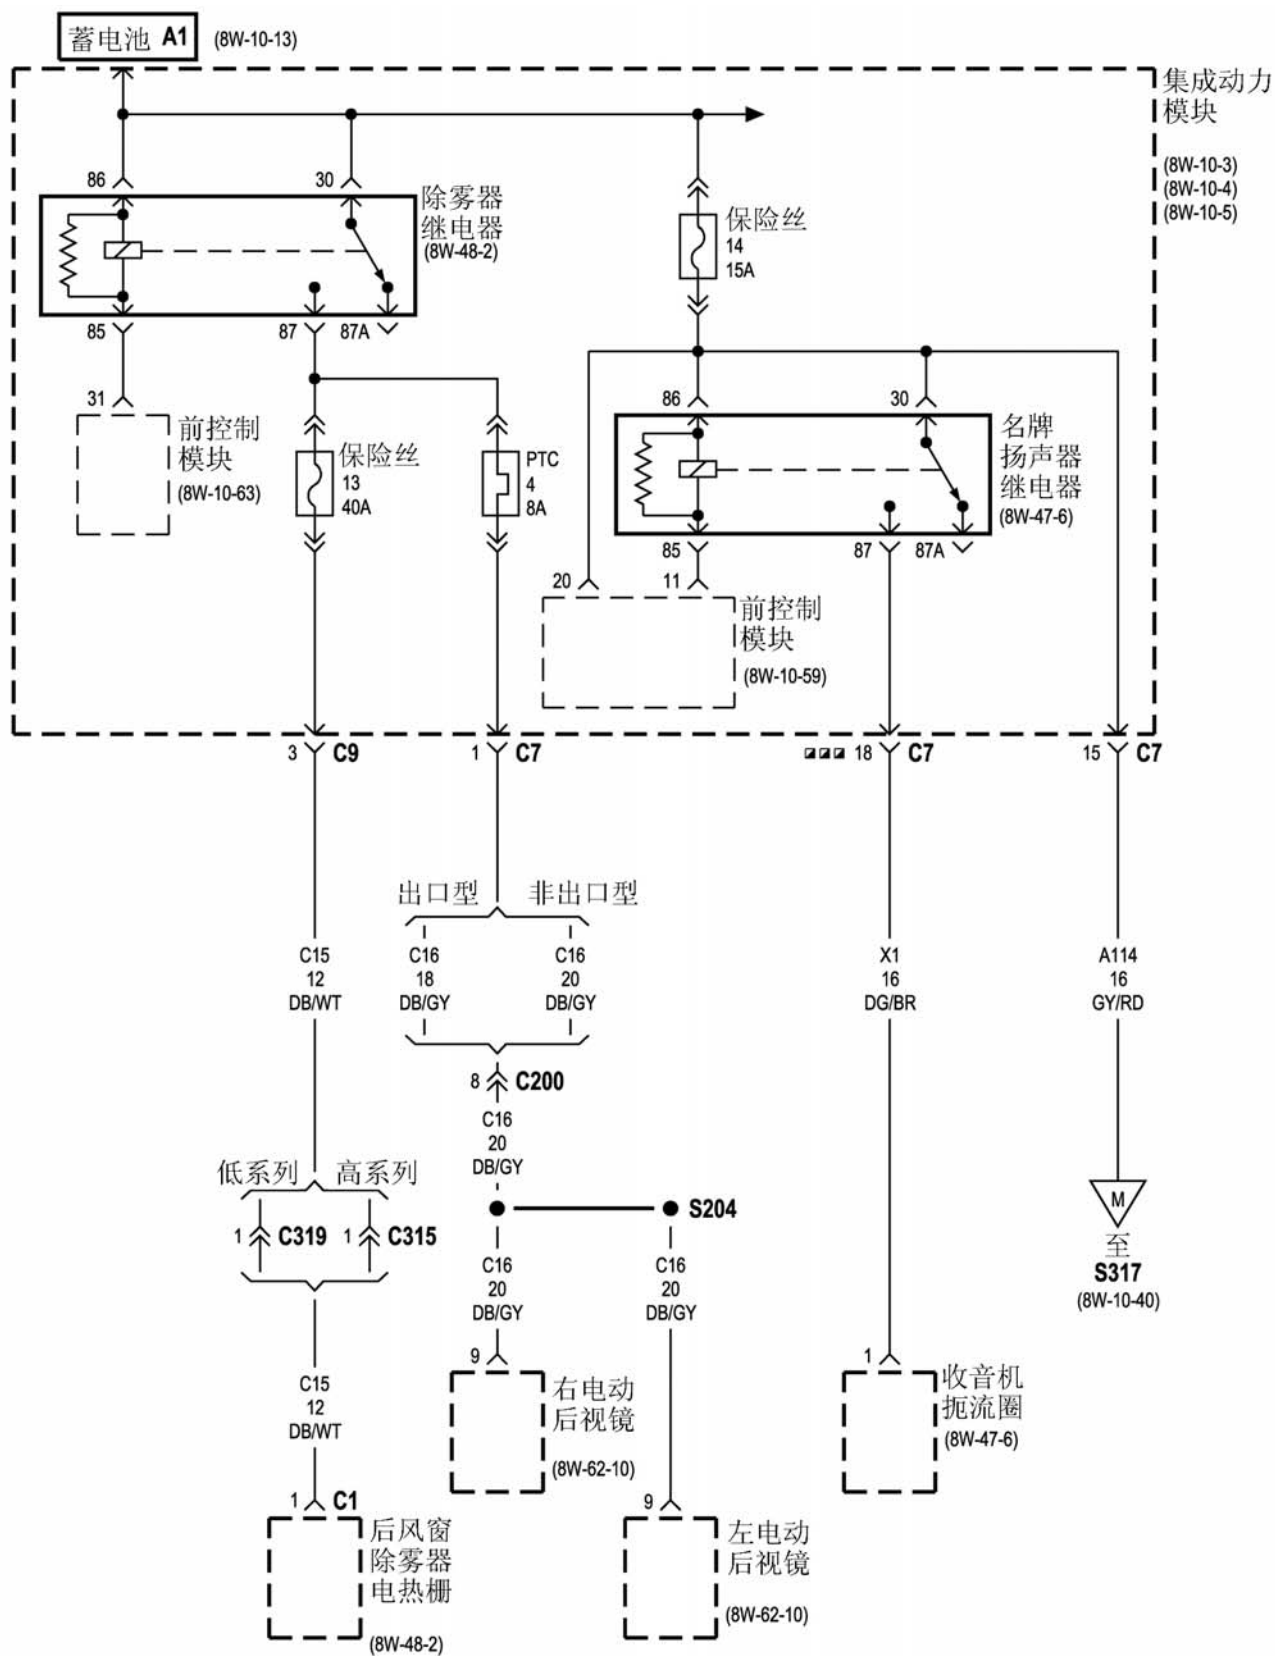 蓄电池 A1 (8W-10-13)
集成动力
模块
(8W-10-3)
(8W-10-4)
(8W-10-5)
86
30
除雾器
继电器
(8W-48-2)
保险丝
14
15A
85
87
87A
31
前控制
模块
(8W-10-63)
保险丝
13
40A
PTC
4
8A
86
30
名牌
扬声器
继电器
(8W-47-6)
85
87
87A
20
11
前控制
模块
(8W-10-59)
3 C9
1 C7
18 C7
15 C7
出口型 非出口型
C15
12
DB/WT
C16
18
DB/GY
C16
20
DB/GY
X1
16
DG/BR
A114
16
GY/RD
8 C200
C16
20
DB/GY
低系列 高系列
1 C319
1 C315
S204
M
至
S317
(8W-10-40)
C16
20
DB/GY
C16
20
DB/GY
9
右电动
后视镜
(8W-62-10)
1
收音机
扼流圈
(8W-47-6)
C15
12
DB/WT
1 C1
后风窗
除雾器
电热栅
(8W-48-2)
9
左电动
后视镜
(8W-62-10)